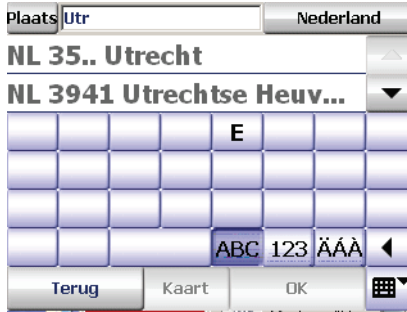 Plaats Utr Nederland
NL 35.. Utrecht
NL 3941 Utrechtse Heuv...
E
ABC 123 ÄÁÀ
Terug Kaart OK